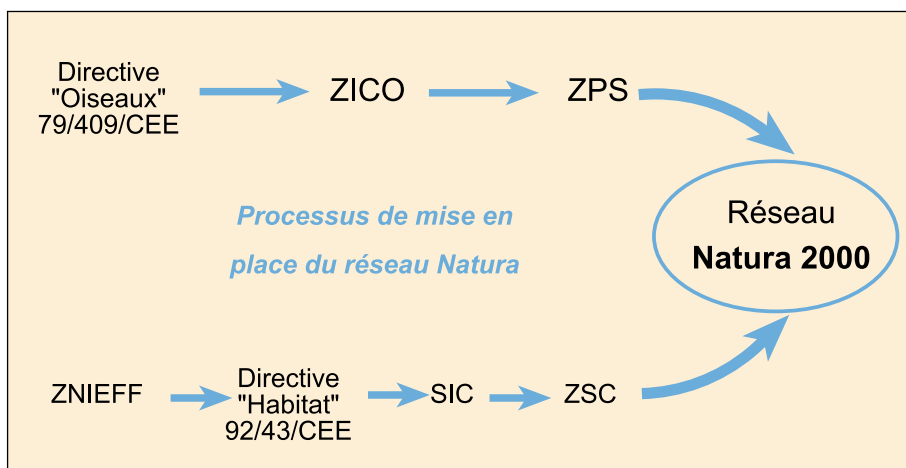 Directive
"Oiseaux"
79/409/CEE
ZICO
ZPS
Processus de mise en
place du réseau Natura
Réseau
Natura 2000
ZNIEFF
Directive
"Habitat"
92/43/CEE
SIC
ZSC